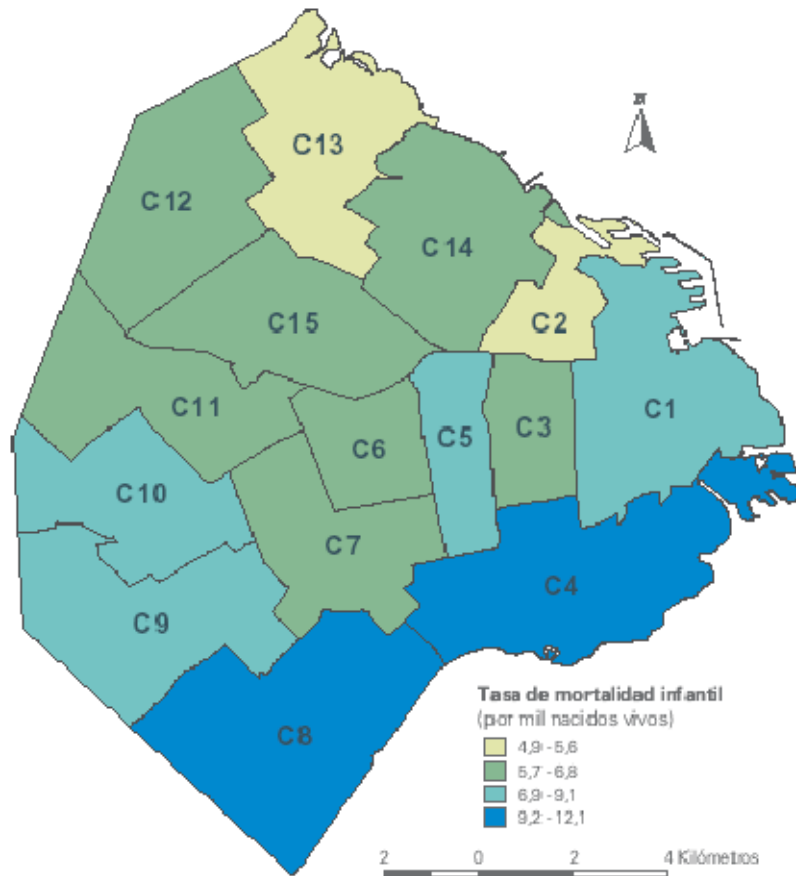 N
C13
C12
C14
C2
C15
C1
C11
C5
C3
C6
C10
C7
C4
C9
C8
Tasa de mortalidad infantil
(por mil nacidos vivos)
4,9 - 5,6
5,7 - 6,8
6,9 - 9,1
9,2 - 12,1
2 0 2 4 Kilómetros